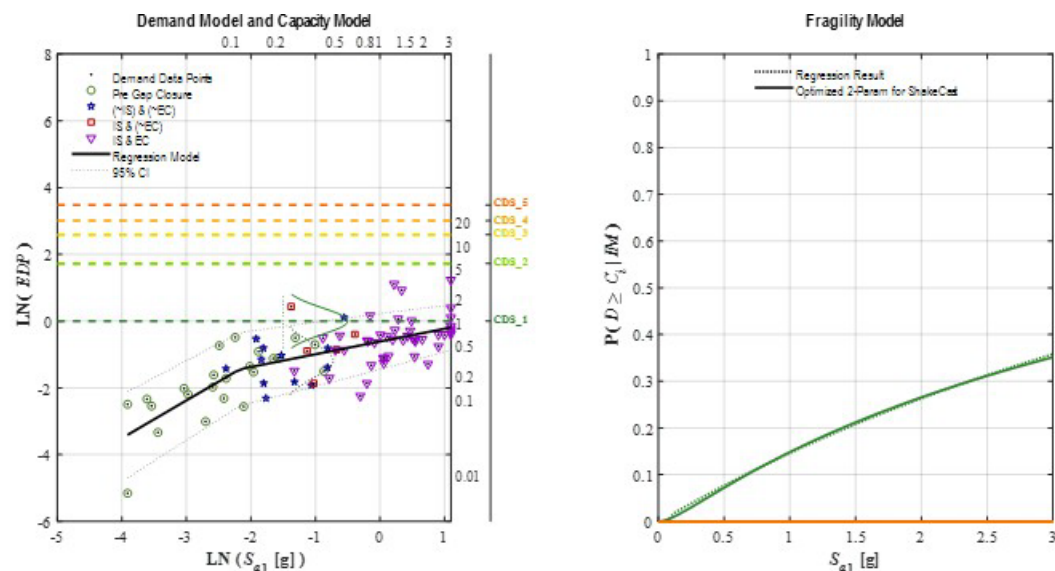 Demand Model and Capacity Model
0.1 0.2 0.5 0.8 1 1.5 2 3
8
6
4
2
0
-2
-4
-6
LN(EDP)
Demand Data Points
Pre Gap Closure
(~IS) & (~EC)
IS & (~EC)
IS & EC
Regression Model
95% CI
CDS_5
CDS_4
CDS_3
CDS_2
CDS_1
20
10
5
2
1
0.5
0.2
0.1
0.01
-5 -4 -3 -2 -1 0 1
LN (Sa1 [g])
Fragility Model
Regression Result
Optimized 2-Param for ShakeCast
1
0.9
0.8
0.7
0.6
0.5
0.4
0.3
0.2
0.1
0
P( D ≥ Ci | IM)
0 0.5 1 1.5 2 2.5 3
Sa1 [g]